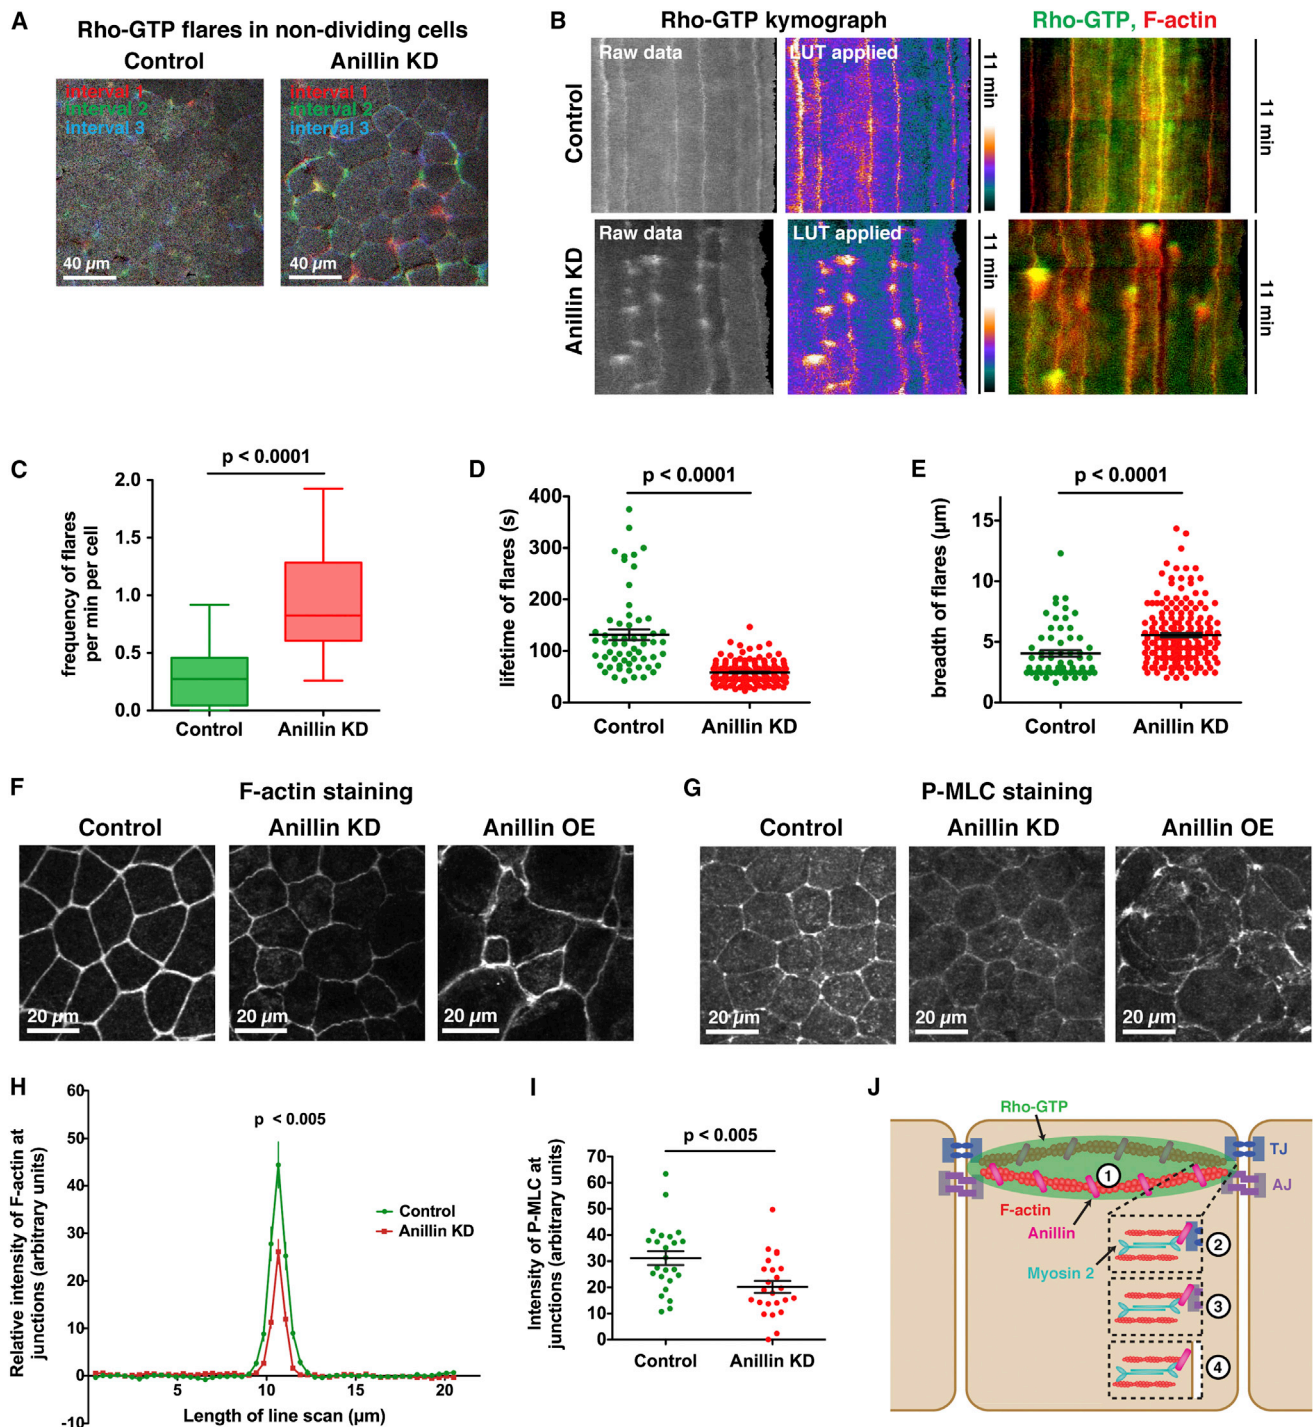 A
Rho-GTP flares in non-dividing cells
Control
Anillin KD
Interval 1
Interval 2
Interval 3
40 µm
Interval 1
Interval 2
interval 3
40 µm
B
Rho-GTP kymograph
Rho-GTP, F-actin
Control
Raw data
LUT applied
11 min
11 min
Anillin KD
Raw data
LUT applied
11 min
11 min
C
p < 0.0001
frequency of flares
per min per cell
2.0
1.5
1.0
0.5
0.0
Control
Anillin KD
D
p < 0.0001
lifetime of flares (s)
400
300
200
100
0
Control
Anillin KD
E
p < 0.0001
breadth of flares (µm)
15
10
5
0
Control
Anillin KD
F
F-actin staining
Control
Anillin KD
Anillin OE
20 µm
20 µm
20 µm
G
P-MLC staining
Control
Anillin KD
Anillin OE
20 µm
20 µm
20 µm
H
Relative intensity of F-actin at
junctions (arbitrary units)
60
50
40
30
20
10
0
-10
p < 0.005
Control
Anillin KD
5
10
15
20
Length of line scan (µm)
I
p < 0.005
Intensity of P-MLC at
junctions (arbitrary units)
70
60
50
40
30
20
10
0
Control
Anillin KD
J
Rho-GTP
TJ
AJ
1
F-actin
Anillin
Myosin 2
2
3
4